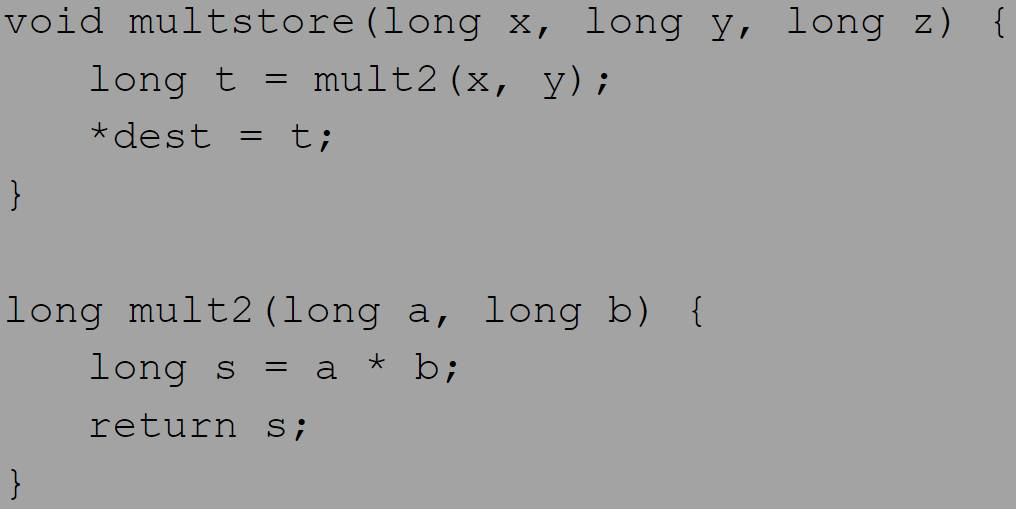 void multstore(long x, long y, long z) {
    long t = mult2(x, y);
    *dest = t;
}

long mult2(long a, long b) {
    long s = a * b;
    return s;
}